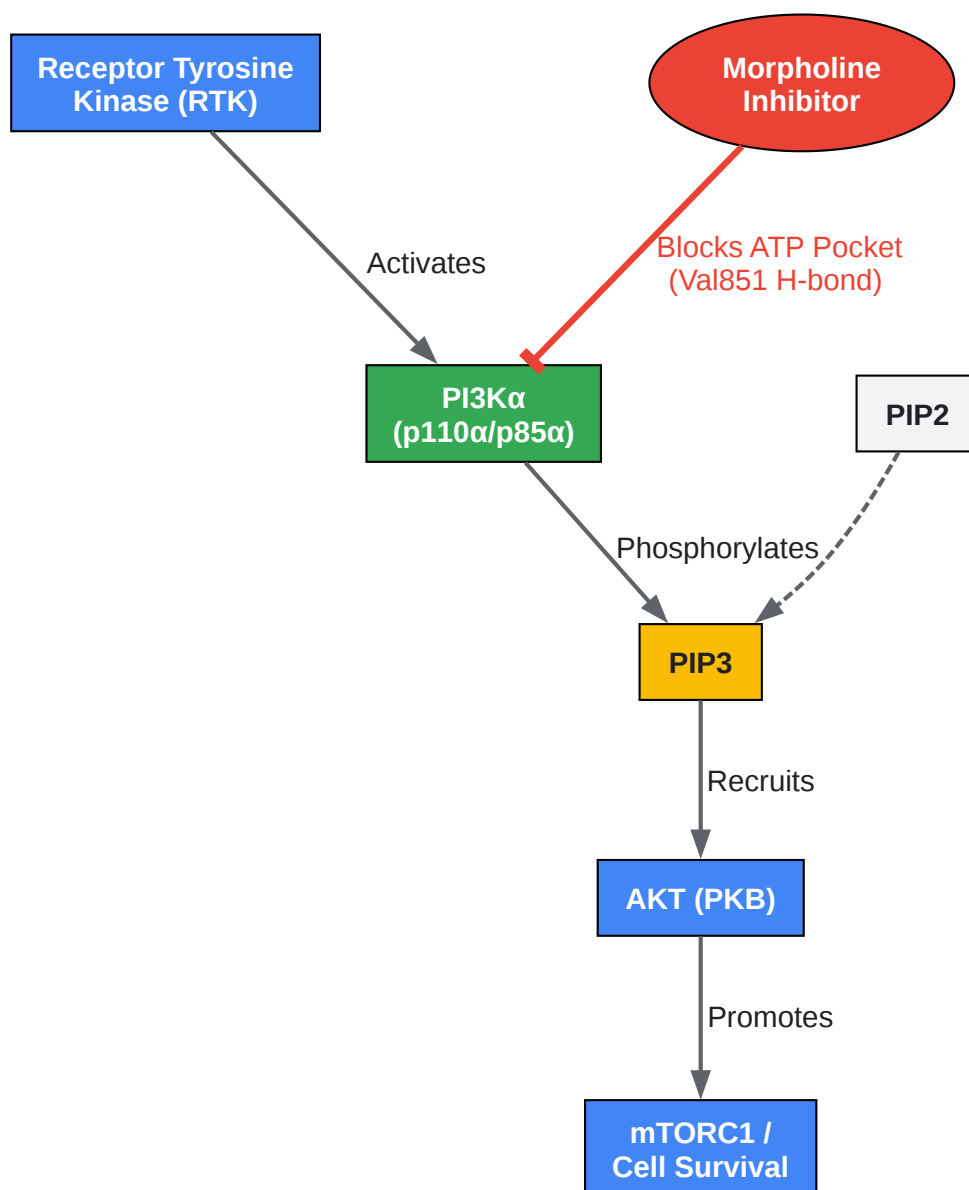 Receptor Tyrosine
Kinase (RTK)
Morpholine
Inhibitor
Activates
Blocks ATP Pocket
(Val851 H-bond)
PI3Kα
(p110α/p85α)
PIP2
Phosphorylates
PIP3
Recruits
AKT (PKB)
Promotes
mTORC1 /
Cell Survival